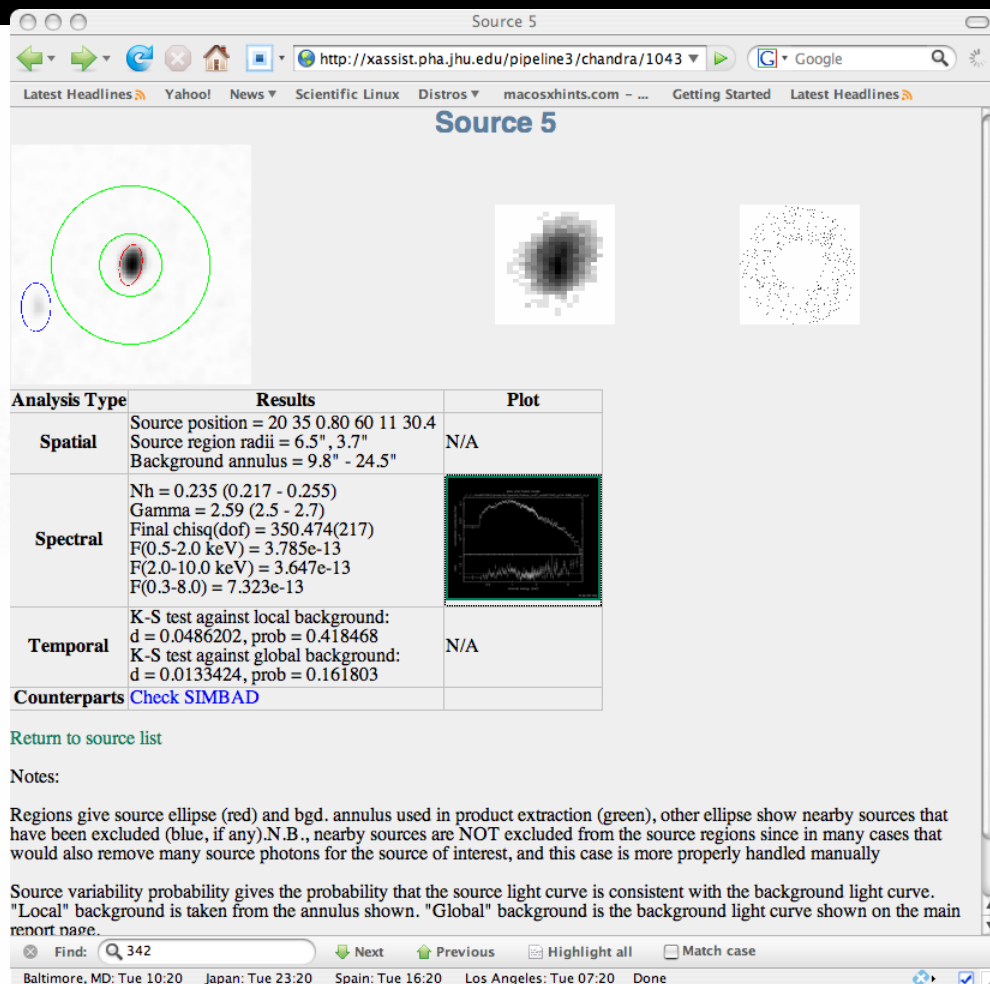 Source 5
http://xassist.pha.jhu.edu/pipeline3/chandra/1043
G Google
Latest Headlines Yahoo! News Scientific Linux Distros macosxhints.com – ... Getting Started Latest Headlines
Source 5
Analysis Type Results Plot
Spatial
Source position = 20 35 0.80 60 11 30.4
Source region radii = 6.5", 3.7"
Background annulus = 9.8" - 24.5"
N/A
Spectral
Nh = 0.235 (0.217 - 0.255)
Gamma = 2.59 (2.5 - 2.7)
Final chisq(dof) = 350.474(217)
F(0.5-2.0 keV) = 3.785e-13
F(2.0-10.0 keV) = 3.647e-13
F(0.3-8.0) = 7.323e-13
Temporal
K-S test against local background:
d = 0.0486202, prob = 0.418468
K-S test against global background:
d = 0.0133424, prob = 0.161803
N/A
Counterparts Check SIMBAD
Return to source list
Notes:
Regions give source ellipse (red) and bgd. annulus used in product extraction (green), other ellipse show nearby sources that
have been excluded (blue, if any).N.B., nearby sources are NOT excluded from the source regions since in many cases that
would also remove many source photons for the source of interest, and this case is more properly handled manually
Source variability probability gives the probability that the source light curve is consistent with the background light curve.
"Local" background is taken from the annulus shown. "Global" background is the background light curve shown on the main
report page.
Find: 342 Next Previous Highlight all Match case
Baltimore, MD: Tue 10:20 Japan: Tue 23:20 Spain: Tue 16:20 Los Angeles: Tue 07:20 Done